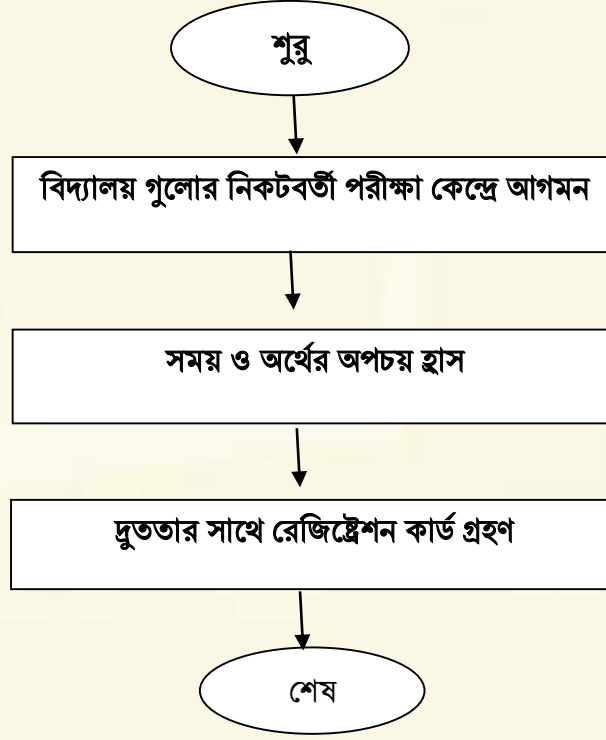 শুরু
বিদ্যালয় গুলোর নিকটবর্তী পরীক্ষা কেন্দ্রে আগমন
সময় ও অর্থের অপচয় হ্রাস
দ্রুততার সাথে রেজিষ্ট্রেশন কার্ড গ্রহণ
শেষ